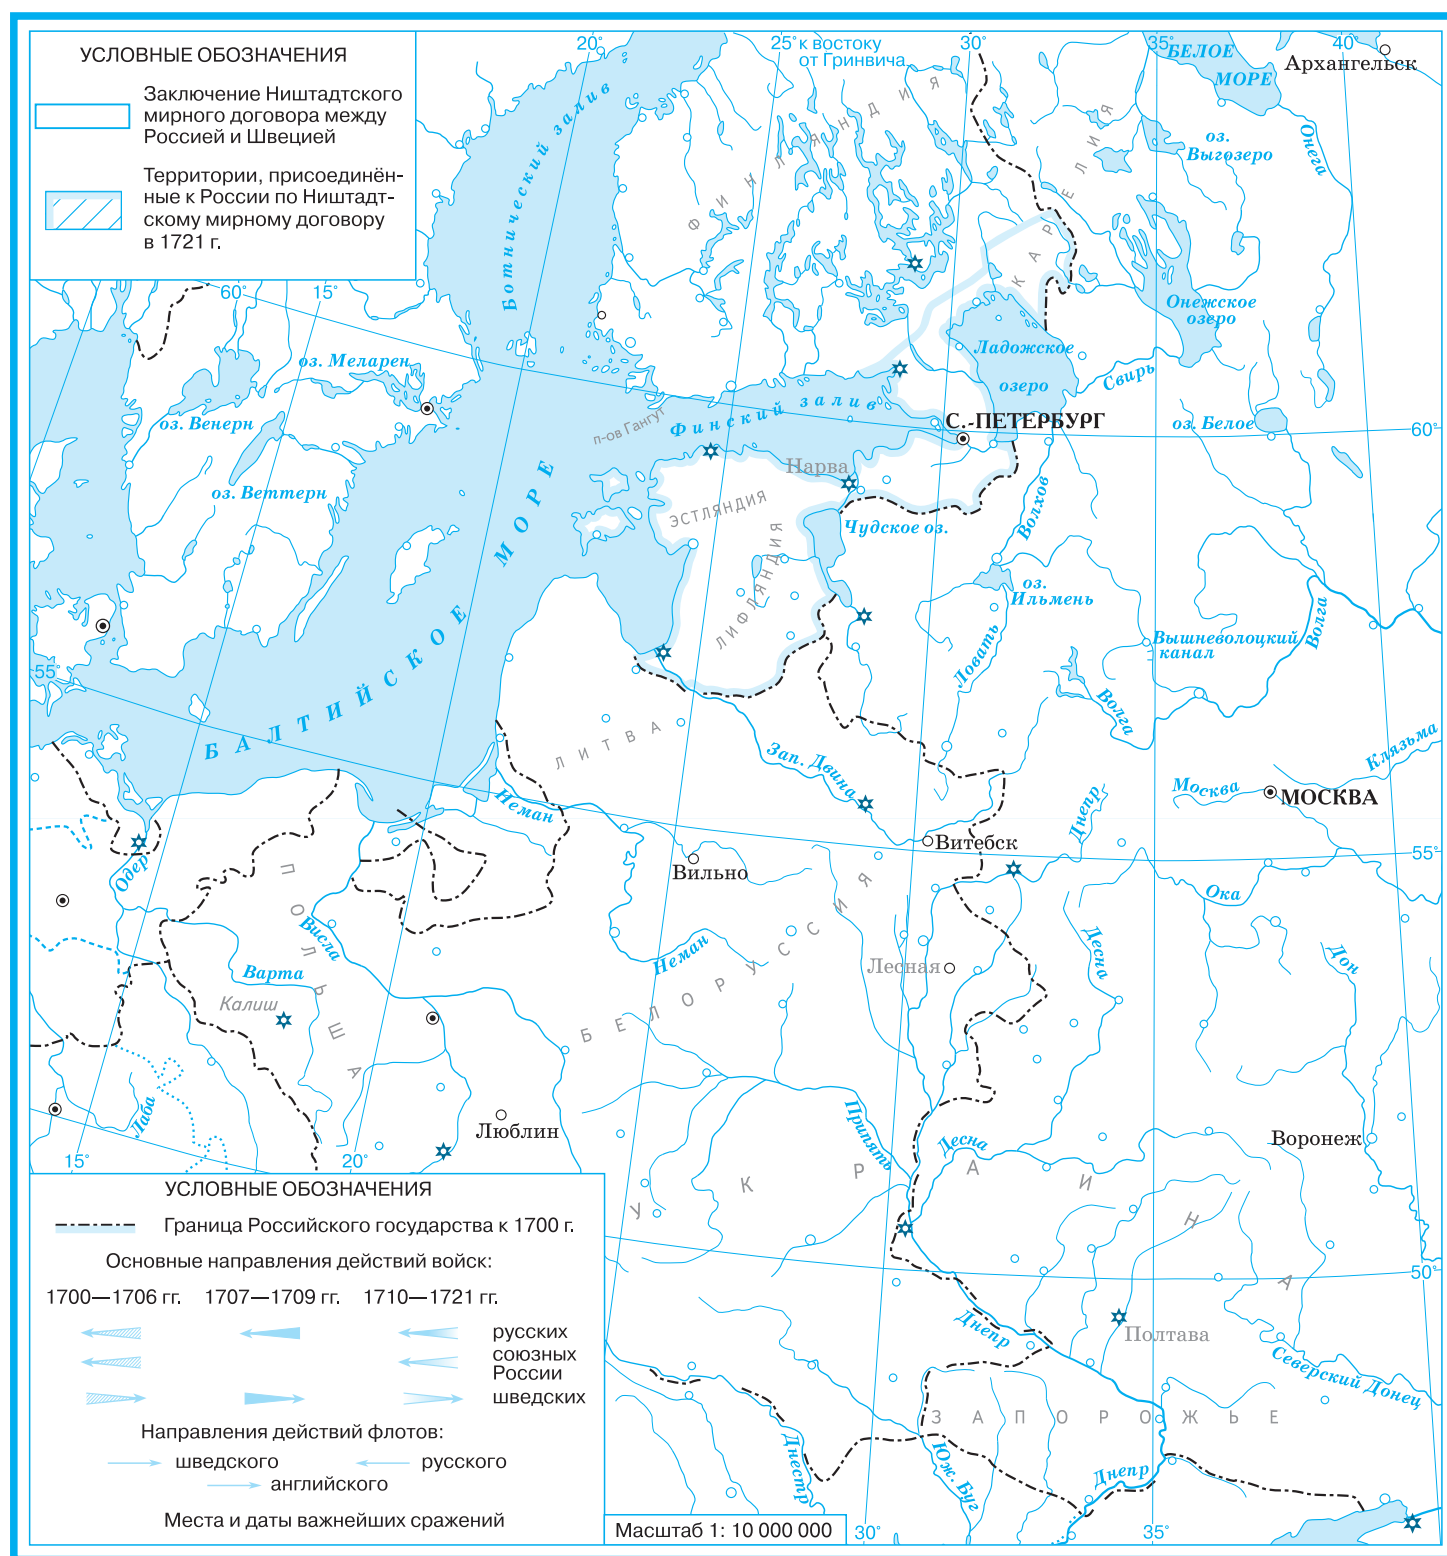 УСЛОВНЫЕ ОБОЗНАЧЕНИЯ
Заключение Ништадтского
мирного договора между
Россией и Швецией
Территории, присоединён-
ные к России по Ништадт-
скому мирному договору
в 1721 г.
20°
25°
к востоку
от Гринвича
30°
35°
40°
БЕЛОЕ
МОРЕ
Архангельск
Онега
оз.
Выгозеро
Ботнический залив
ФИНЛЯНДИЯ
КАРЕЛИЯ
60°
15°
Онежское
озеро
оз. Меларен
Ладожское
озеро
Свирь
оз. Венерн
п-ов Гангут
Финский залив
С.-ПЕТЕРБУРГ
оз. Белое
60°
оз. Веттерн
Нарва
ЭСТЛЯНДИЯ
Чудское оз.
Волхов
ЛИФЛЯНДИЯ
оз.
Ильмень
БАЛТИЙСКОЕ МОРЕ
Ловать
Вышневолоцкий
канал
Волга
Волга
55
ЛИТВА
Зап. Двина
Неман
Днепр
Москва
Клязьма
МОСКВА
Витебск
55°
Вильно
Одер
ПОЛЬША
Висла
Варта
Калиш
Неман
БЕЛОРУССИЯ
Лесная
Десна
Ока
Дон
Лаба
Люблин
Припять
Десна
Воронеж
15°
20°
УКРАИНА
50°
Днепр
Полтава
Северский Донец
ЗАПОРОЖЬЕ
Днестр
Юж. Буг
Днепр
30°
35°
УСЛОВНЫЕ ОБОЗНАЧЕНИЯ
Граница Российского государства к 1700 г.
Основные направления действий войск:
1700—1706 гг. 1707—1709 гг. 1710—1721 гг.
русских
союзных
России
шведских
Направления действий флотов:
шведского русского
английского
Места и даты важнейших сражений
Масштаб 1: 10 000 000